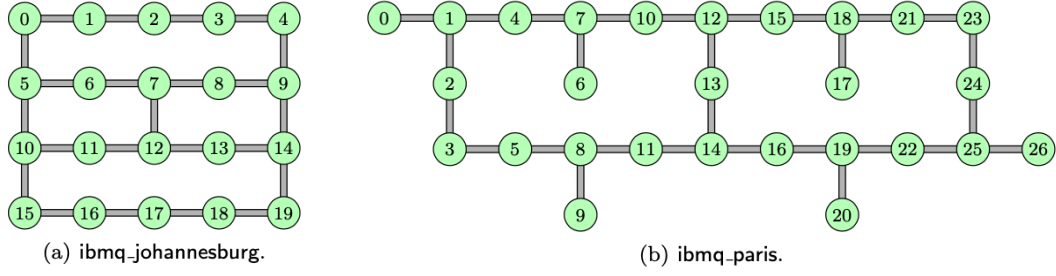 0 1 2 3 4
5 6 7 8 9
10 11 12 13 14
15 16 17 18 19
(a) ibmq_johannesburg.
0 1 4 7 10 12 15 18 21 23
2 6 13 17 24
3 5 8 11 14 16 19 22 25 26
9 20
(b) ibmq_paris.